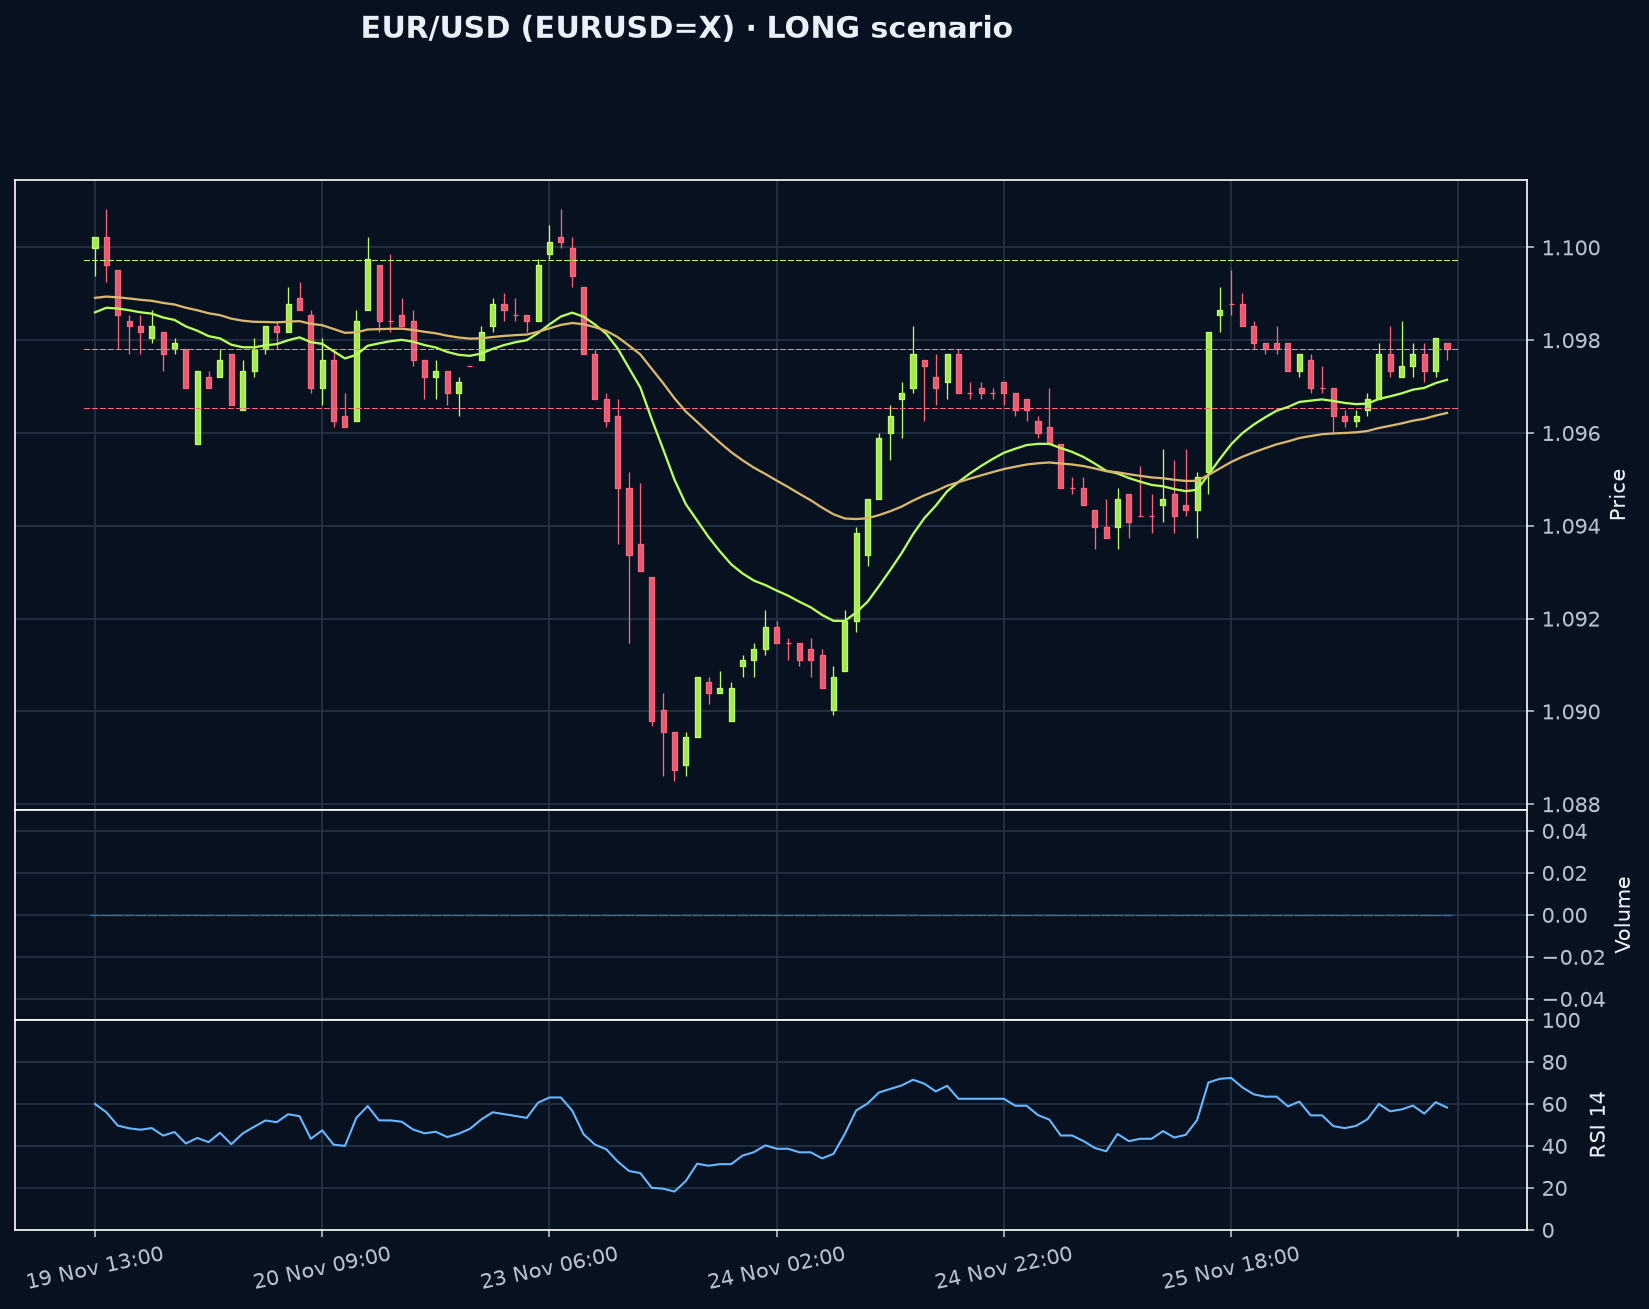 EUR/USD (EURUSD=X) · LONG scenario
1.100
1.098
1.096
1.094
1.092
1.090
1.088
Price
0.04
0.02
0.00
−0.02
−0.04
Volume
100
80
60
40
20
0
RSI 14
19 Nov 13:00
20 Nov 09:00
23 Nov 06:00
24 Nov 02:00
24 Nov 22:00
25 Nov 18:00